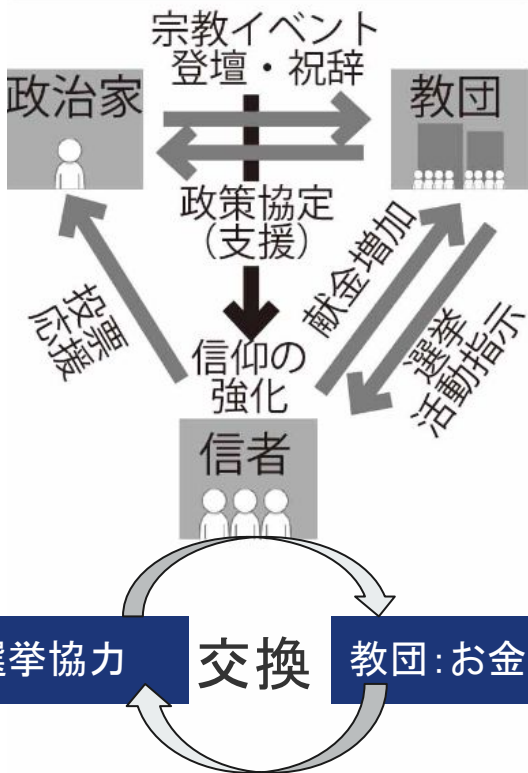 宗教イベント
登壇・祝辞
政治家
教団
政策協定
（支援）
投票
応援
献金増加
選挙
活動指示
信仰の
強化
信者
挙協力
交換
教団：お金